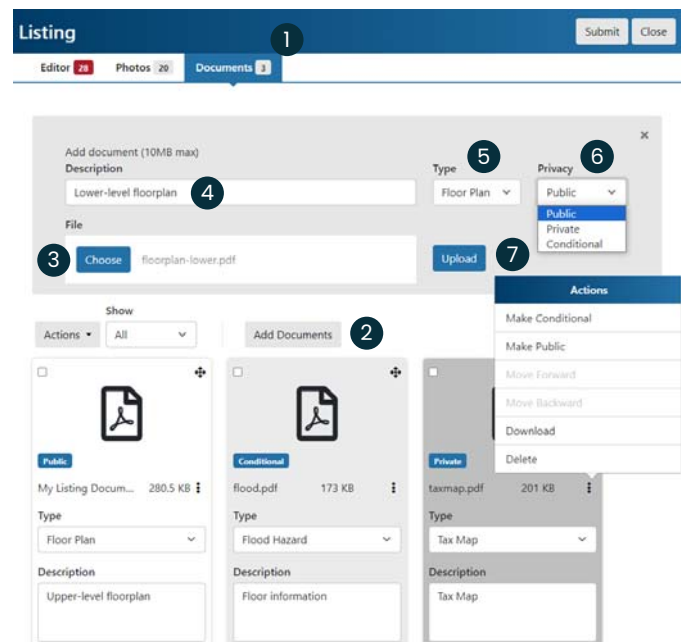 Listing
1
Submit Close
Editor 28 Photos 20 Documents 3
×
Add document (10MB max)
Description
Type
5
Privacy
6
Lower-level floorplan
4
Floor Plan
Public
Public
Private
Conditional
File
3
Choose floorplan-lower.pdf
Upload
7
Actions
Make Conditional
Make Public
Move Forward
Move Backward
Download
Delete
Show
Actions All Add Documents 2
Public
My Listing Docum... 280.5 KB
Type
Floor Plan
Description
Upper-level floorplan
Conditional
flood.pdf 173 KB
Type
Flood Hazard
Description
Floor information
Private
taxmap.pdf 201 KB
Type
Tax Map
Description
Tax Map